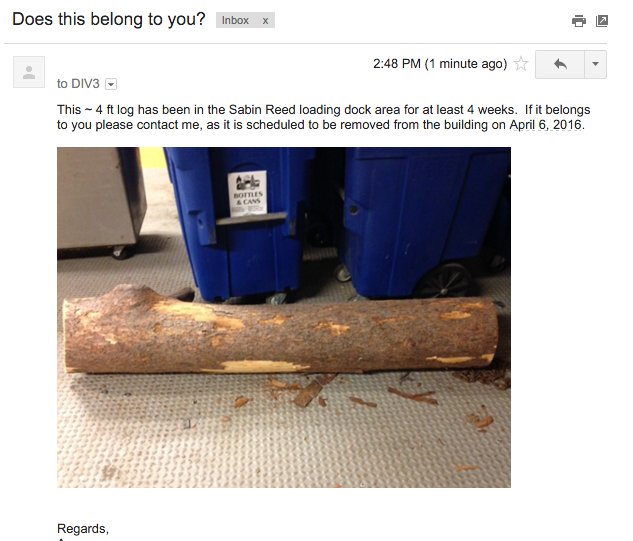 Does this belong to you? Inbox x
2:48 PM (1 minute ago)
to DIV3
This ~ 4 ft log has been in the Sabin Reed loading dock area for at least 4 weeks. If it belongs
to you please contact me, as it is scheduled to be removed from the building on April 6, 2016.
BOTTLES
& CANS
Regards,